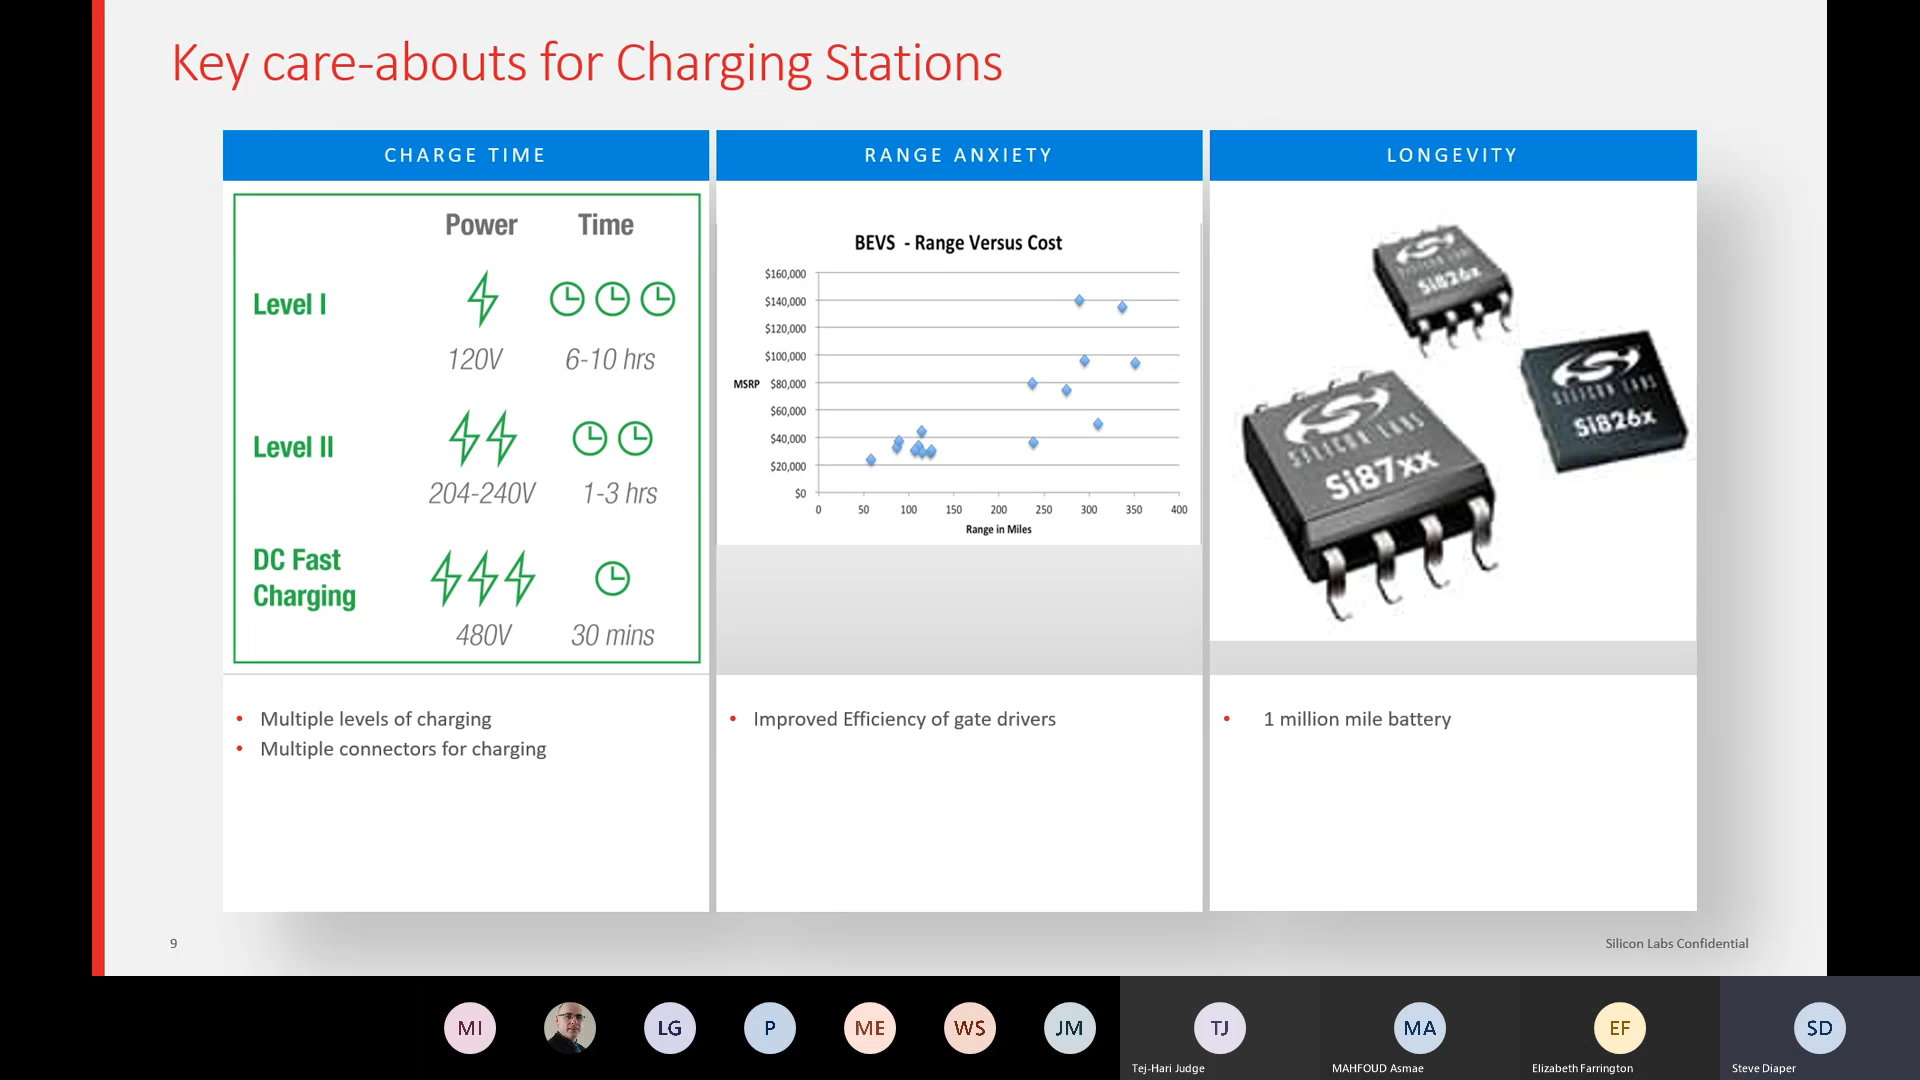 Key care-abouts for Charging Stations
CHARGE TIME
Power Time
Level I
120V 6-10 hrs
Level II
204-240V 1-3 hrs
DC Fast
Charging
480V 30 mins
• Multiple levels of charging
• Multiple connectors for charging
RANGE ANXIETY
BEVS - Range Versus Cost
$160,000
$140,000
$120,000
$100,000
MSRP $80,000
$60,000
$40,000
$20,000
$0
0 50 100 150 200 250 300 350 400
Range in Miles
• Improved Efficiency of gate drivers
LONGEVITY
Si826x
SILICON LABS
Si826x
SILICON LABS
Si87xx
• 1 million mile battery
9
Silicon Labs Confidential
MI LG P ME WS JM TJ MA EF SD
Tej-Hari Judge MAHFOUD Asmae Elizabeth Farrington Steve Diaper